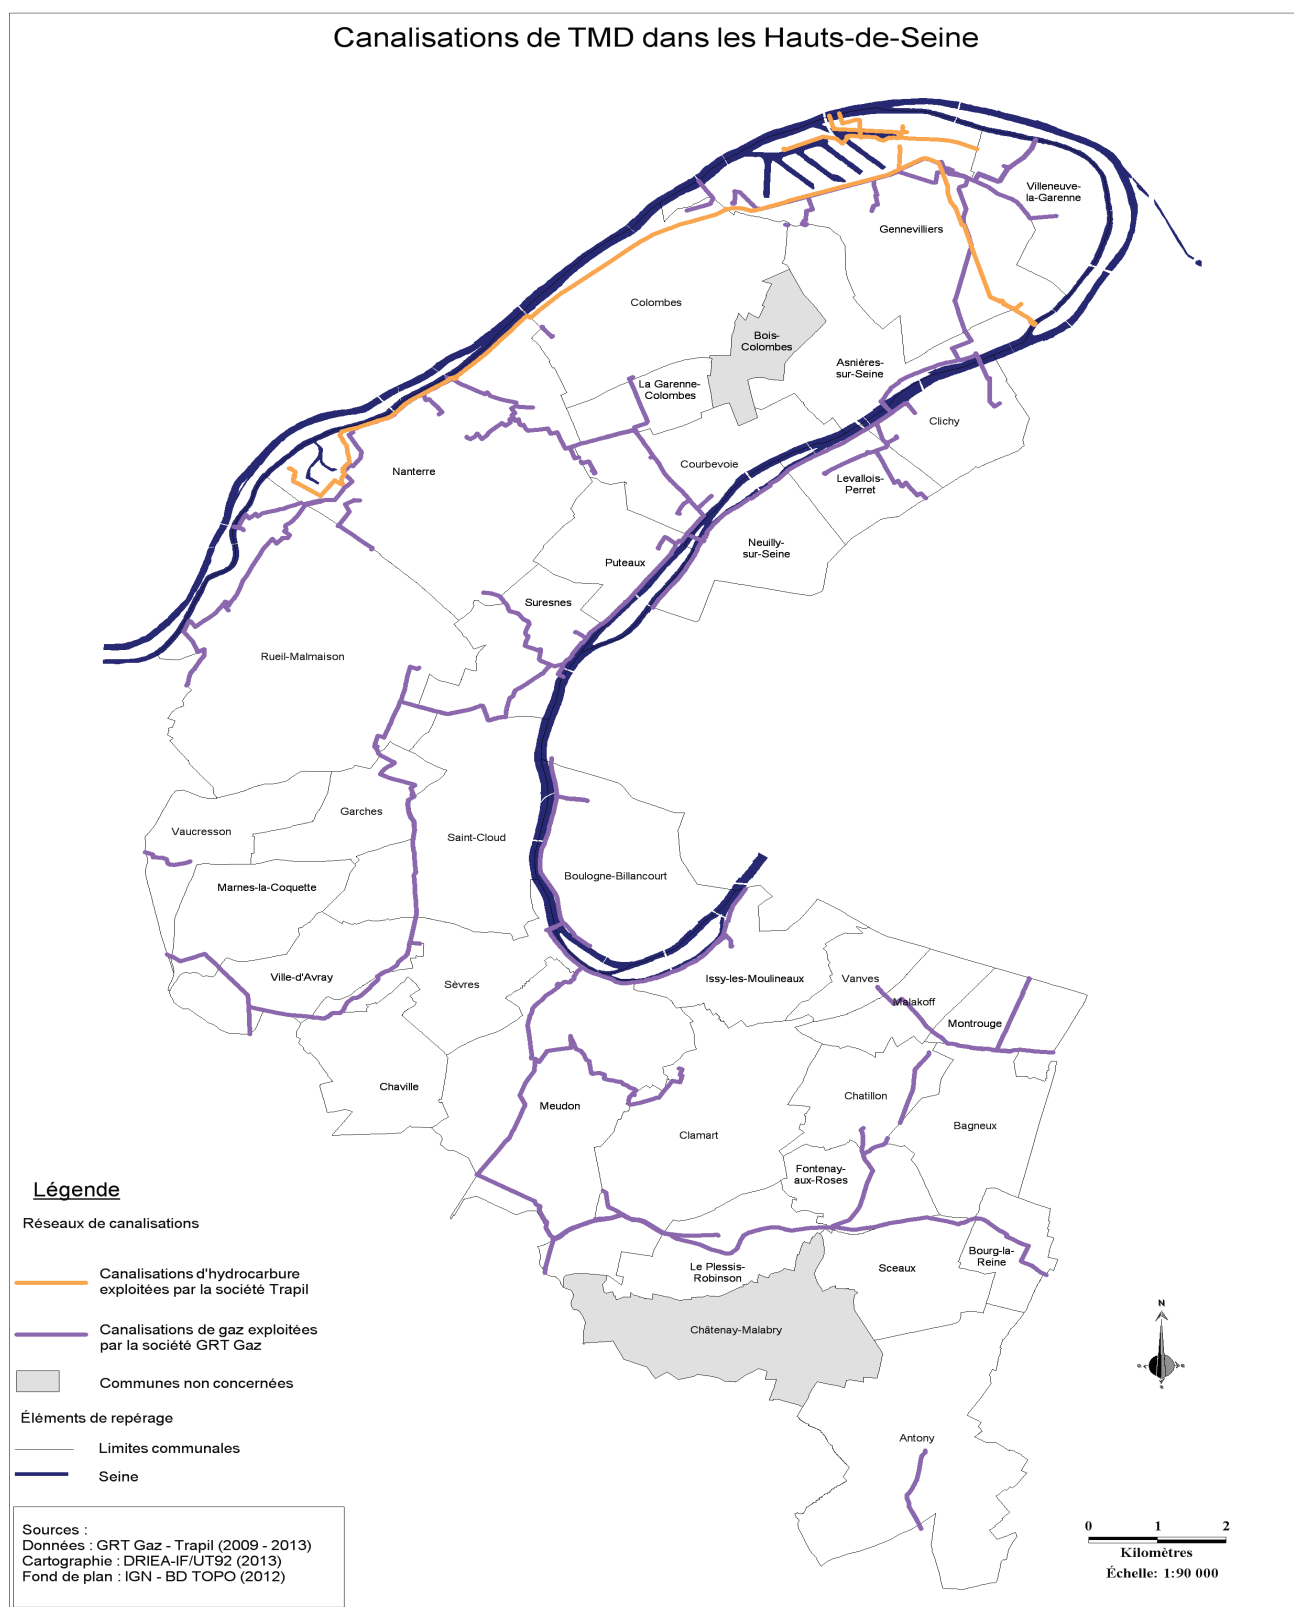 Canalisations de TMD dans les Hauts-de-Seine
Villeneuve-
la-Garenne
Gennevilliers
Colombes
Bois-
Colombes
Asnières-
sur-Seine
La Garenne-
Colombes
Clichy
Courbevoie
Nanterre
Levallois-
Perret
Neuilly-
sur-Seine
Puteaux
Suresnes
Rueil-Malmaison
Garches
Vaucresson
Saint-Cloud
Marnes-la-Coquette
Boulogne-Billancourt
Ville-d'Avray
Sèvres
Issy-les-Moulineaux
Vanves
Malakoff
Montrouge
Chaville
Meudon
Chatillon
Clamart
Bagneux
Fontenay-
aux-Roses
Le Plessis-
Robinson
Sceaux
Bourg-la-
Reine
Châtenay-Malabry
Antony
Légende
Réseaux de canalisations
Canalisations d'hydrocarbure
exploitées par la société Trapil
Canalisations de gaz exploitées
par la société GRT Gaz
Communes non concernées
Éléments de repérage
Limites communales
Seine
Sources :
Données : GRT Gaz - Trapil (2009 - 2013)
Cartographie : DRIEA-IF/UT92 (2013)
Fond de plan : IGN - BD TOPO (2012)
N
0 1 2
Kilomètres
Échelle: 1:90 000